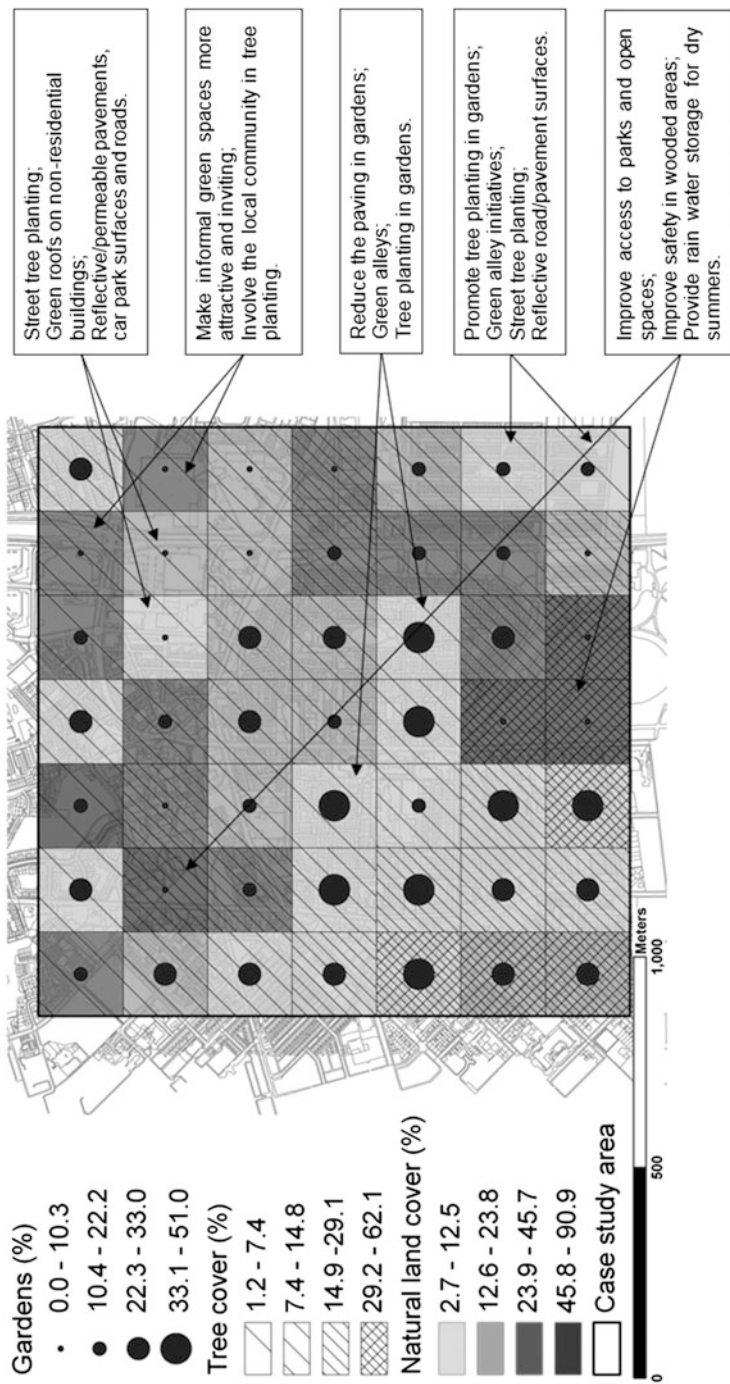 Gardens (%)
0.0 - 10.3
10.4 - 22.2
22.3 - 33.0
33.1 - 51.0
Tree cover (%)
1.2 - 7.4
7.4 - 14.8
14.9 -29.1
29.2 - 62.1
Natural land cover (%)
2.7 - 12.5
12.6 - 23.8
23.9 - 45.7
45.8 - 90.9
Case study area
0
500
1,000
Meters
Street tree planting;
Green roofs on non-residential
buildings;
Reflective/permeable pavements,
car park surfaces and roads.
Make informal green spaces more
attractive and inviting;
Involve the local community in tree
planting.
Reduce the paving in gardens;
Green alleys;
Tree planting in gardens.
Promote tree planting in gardens;
Green alley initiatives;
Street tree planting;
Reflective road/pavement surfaces.
Improve access to parks and open
spaces;
Improve safety in wooded areas;
Provide rain water storage for dry
summers.